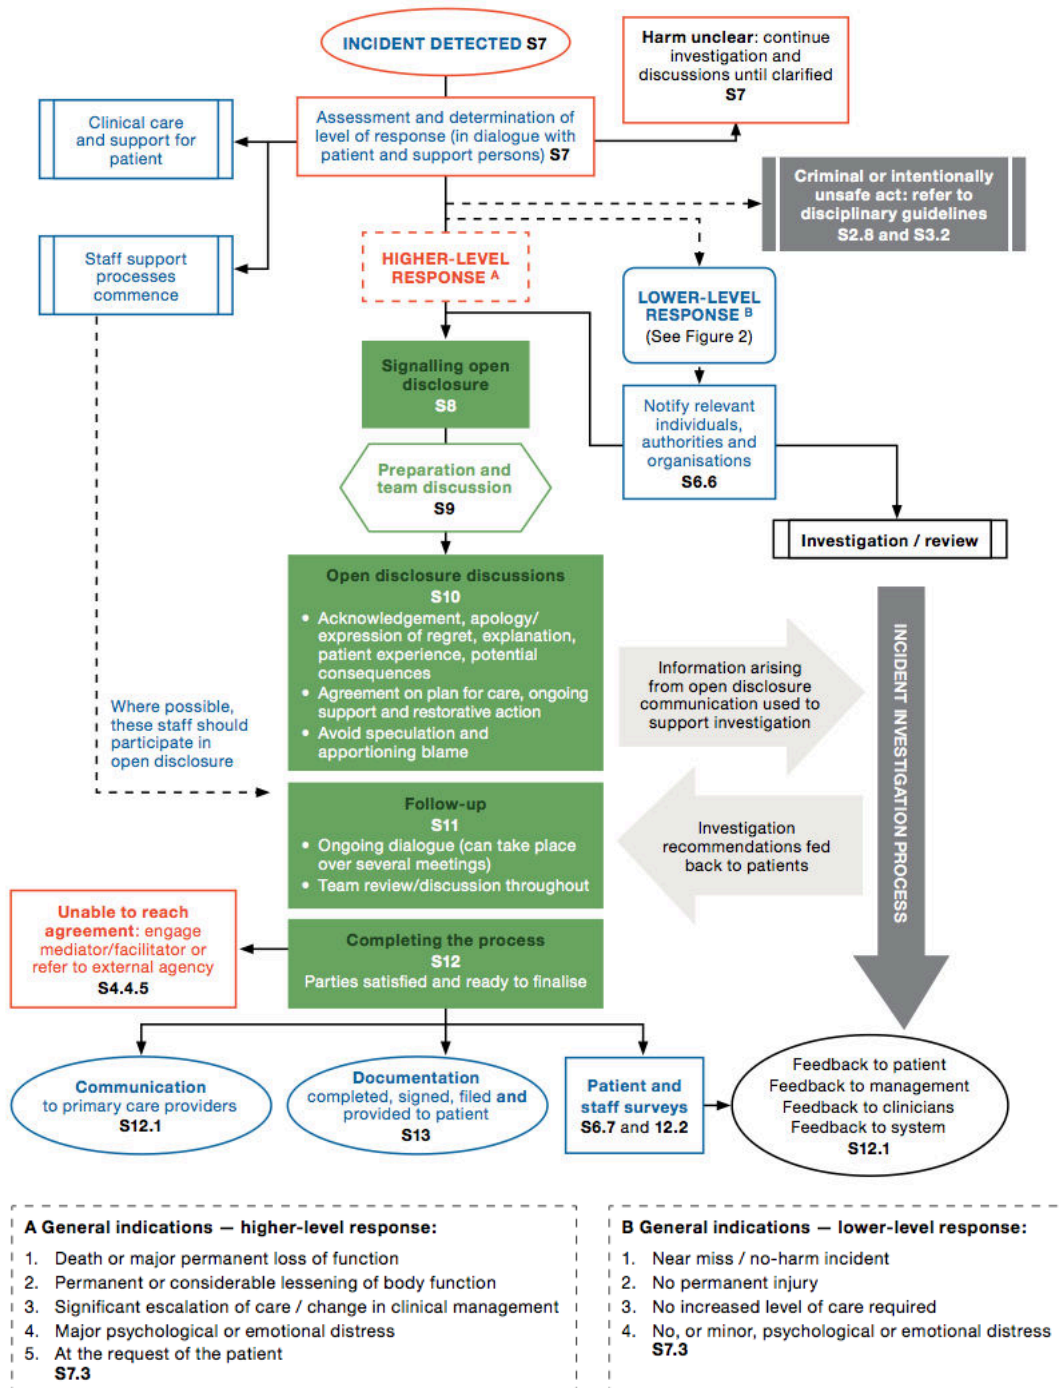 INCIDENT DETECTED S7
Harm unclear: continue
investigation and
discussions until clarified
S7
Clinical care
and support for
patient
Assessment and determination of
level of response (in dialogue with
patient and support persons) S7
Criminal or intentionally
unsafe act: refer to
disciplinary guidelines
S2.8 and S3.2
Staff support
processes
commence
HIGHER-LEVEL
RESPONSE A
LOWER-LEVEL
RESPONSE B
(See Figure 2)
Signalling open
disclosure
S8
Notify relevant
individuals,
authorities and
organisations
S6.6
Preparation and
team discussion
S9
Investigation / review
Open disclosure discussions
S10
• Acknowledgement, apology/
expression of regret, explanation,
patient experience, potential
consequences
• Agreement on plan for care, ongoing
support and restorative action
• Avoid speculation and
apportioning blame
Information arising
from open disclosure
communication used to
support investigation
INCIDENT INVESTIGATION PROCESS
Where possible,
these staff should
participate in
open disclosure
Follow-up
S11
• Ongoing dialogue (can take place
over several meetings)
• Team review/discussion throughout
Investigation
recommendations fed
back to patients
Unable to reach
agreement: engage
mediator/facilitator or
refer to external agency
S4.4.5
Completing the process
S12
Parties satisfied and ready to finalise
Communication
to primary care providers
S12.1
Documentation
completed, signed, filed and
provided to patient
S13
Patient and
staff surveys
S6.7 and 12.2
Feedback to patient
Feedback to management
Feedback to clinicians
Feedback to system
S12.1
A General indications — higher-level response:
1. Death or major permanent loss of function
2. Permanent or considerable lessening of body function
3. Significant escalation of care / change in clinical management
4. Major psychological or emotional distress
5. At the request of the patient
S7.3
B General indications — lower-level response:
1. Near miss / no-harm incident
2. No permanent injury
3. No increased level of care required
4. No, or minor, psychological or emotional distress
S7.3